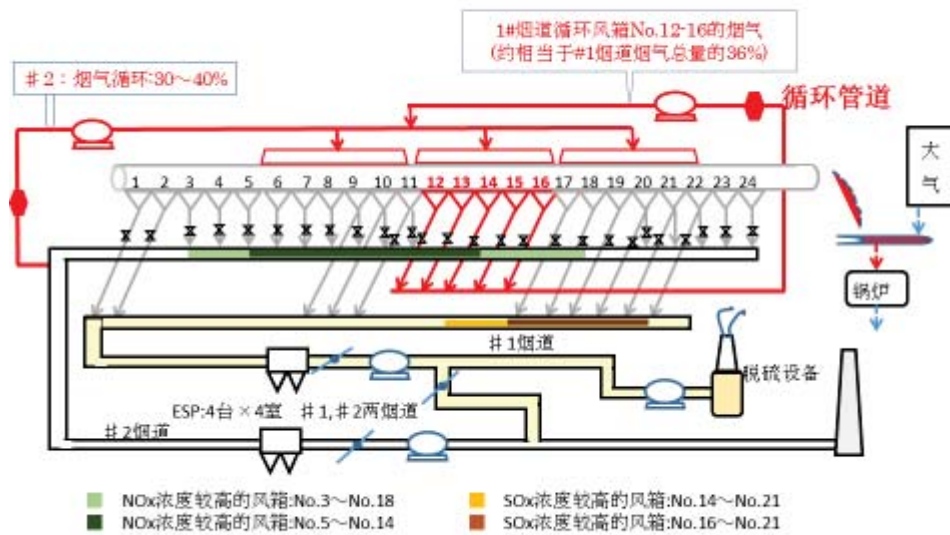 1#烟道循环风箱No.12-16的烟气
(约相当于#1烟道烟气总量的36%)
#2：烟气循环:30～40%
循环管道
大气
1 2 3 4 5 6 7 8 9 10 11 12 13 14 15 16 17 18 19 20 21 22 23 24
锅炉
#1烟道
脱硫设备
ESP:4台×4室 #1,#2两烟道
#2烟道
NOx浓度较高的风箱:No.3～No.18
SOx浓度较高的风箱:No.14～No.21
NOx浓度较高的风箱:No.5～No.14
SOx浓度较高的风箱:No.16～No.21